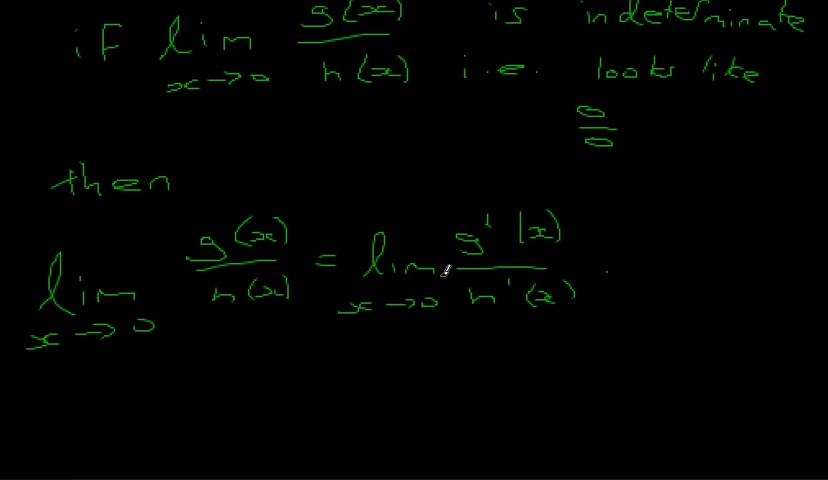 if lim x→0 g(x)/h(x) is indeterminate
i.e. looks like
0/0
then
lim x→0 g(x)/h(x) = lim x→0 g'(x)/h'(x)